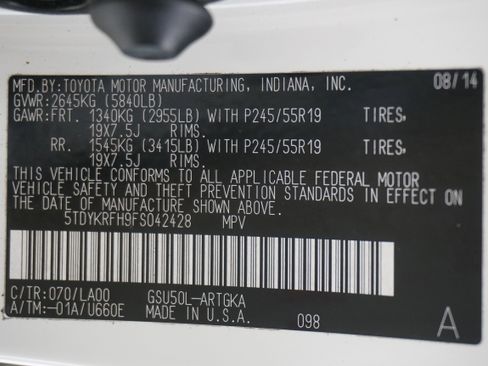 MFD.BY:TOYOTA MOTOR MANUFACTURING, INDIANA, INC. 08/14
GVWR:2645KG (5840LB)
GAWR:FRT. 1340KG (2955LB) WITH P245/55R19 TIRES,
19X7.5J RIMS.
RR. 1545KG (3415LB) WITH P245/55R19 TIRES,
19X7.5J RIMS.
THIS VEHICLE CONFORMS TO ALL APPLICABLE FEDERAL MOTOR
VEHICLE SAFETY AND THEFT PREVENTION STANDARDS IN EFFECT ON
THE DATE OF MANUFACTURE SHOWN ABOVE.
5TDYKRFH9FS042428 MPV
C/TR:070/LA00 GSU50L-ARTGKA
A/TM:-01A/U660E MADE IN U.S.A. 098 A